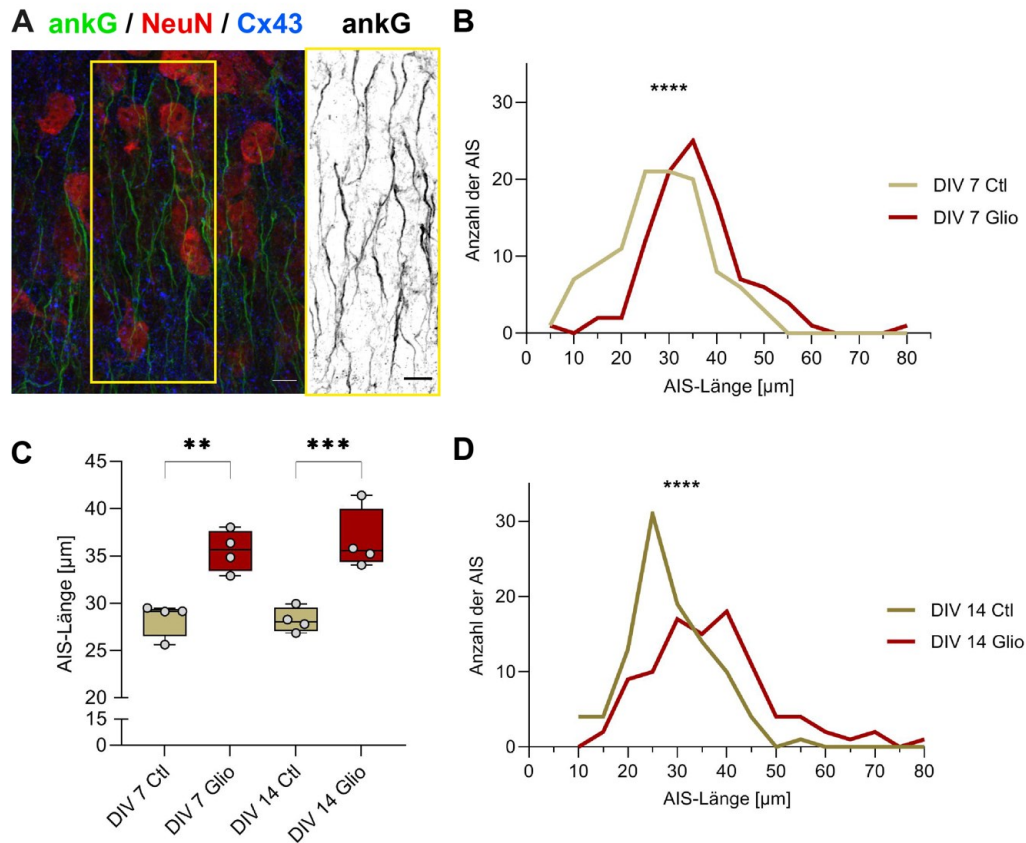 A ankG / NeuN / Cx43 ankG
B
****
30
20
10
0
Anzahl der AIS
0 10 20 30 40 50 60 70 80
AIS-Länge [µm]
DIV 7 Ctl
DIV 7 Glio
C
** ***
45
40
35
30
25
20
15
0
AIS-Länge [µm]
DIV 7 Ctl
DIV 7 Glio
DIV 14 Ctl
DIV 14 Glio
D
****
30
20
10
0
Anzahl der AIS
0 10 20 30 40 50 60 70 80
AIS-Länge [µm]
DIV 14 Ctl
DIV 14 Glio